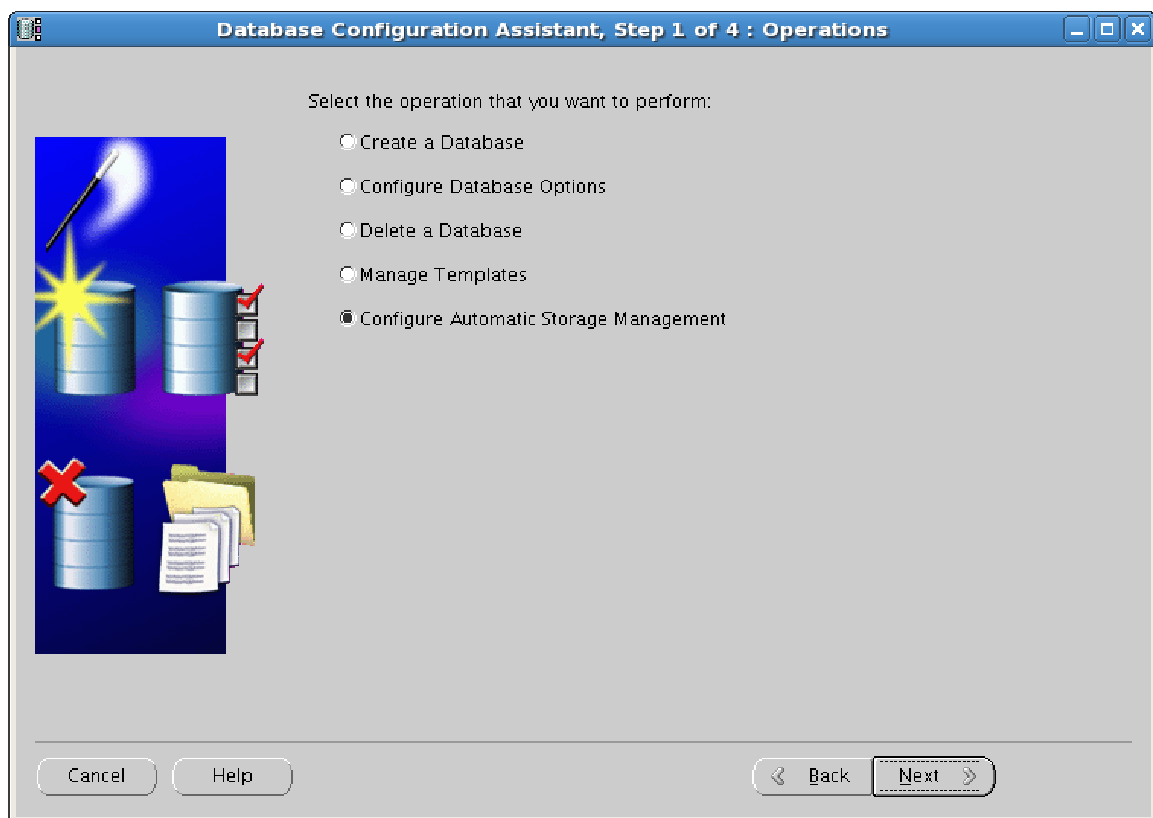 Database Configuration Assistant, Step 1 of 4 : Operations
Select the operation that you want to perform:
Create a Database
Configure Database Options
Delete a Database
Manage Templates
Configure Automatic Storage Management
Cancel
Help
Back
Next